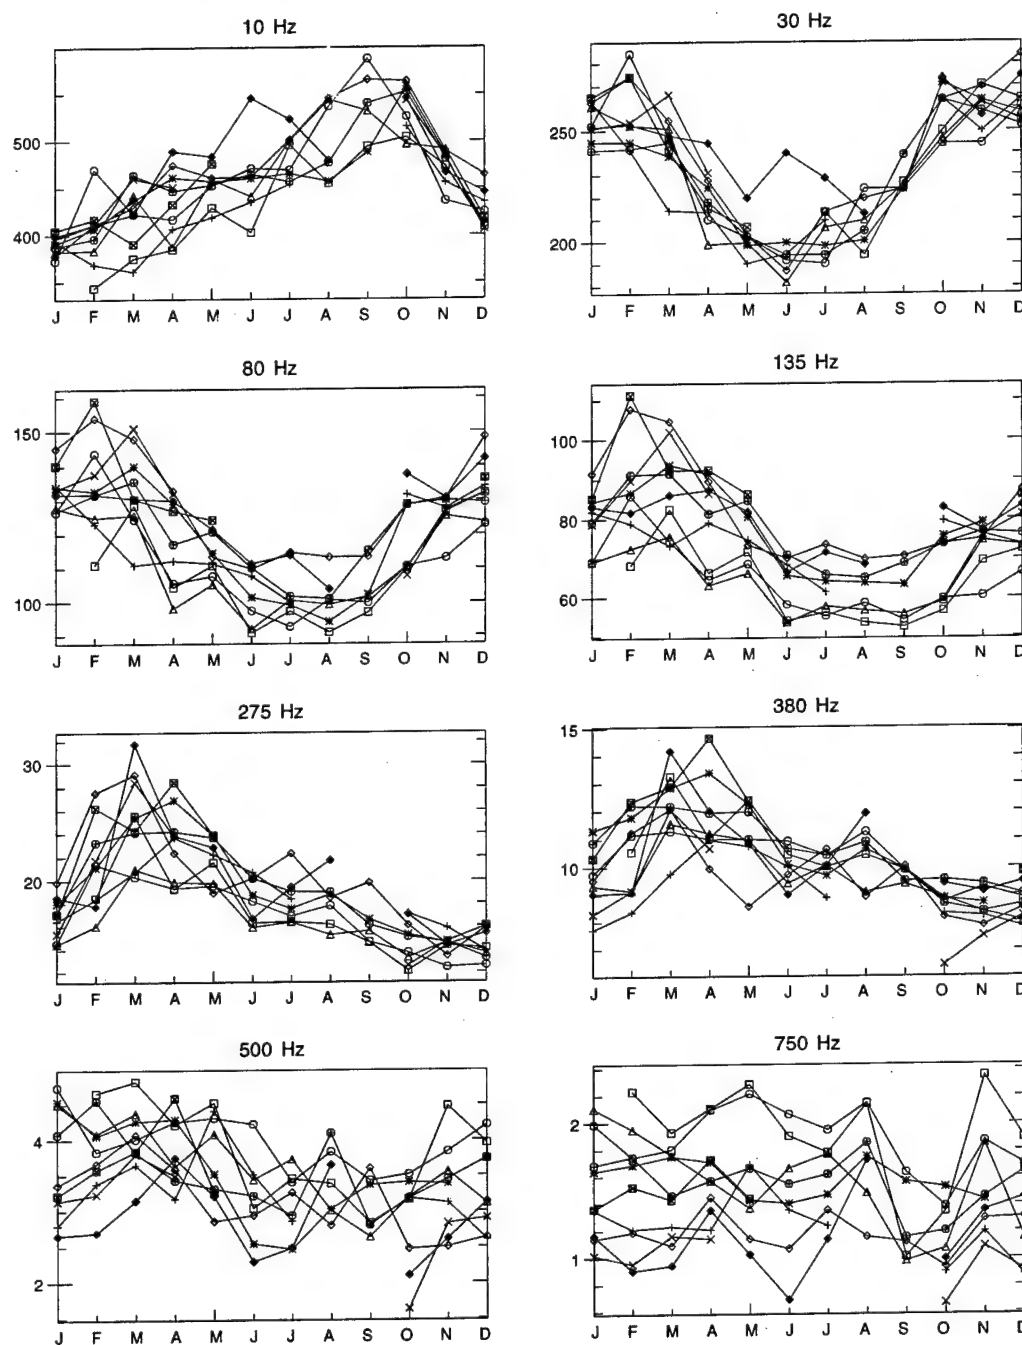 10 Hz
30 Hz
500
400
250
200
J F M A M J J A S O N D
J F M A M J J A S O N D
80 Hz
135 Hz
150
100
100
80
60
J F M A M J J A S O N D
J F M A M J J A S O N D
275 Hz
380 Hz
30
20
15
10
J F M A M J J A S O N D
J F M A M J J A S O N D
500 Hz
750 Hz
4
2
2
1
J F M A M J J A S O N D
J F M A M J J A S O N D